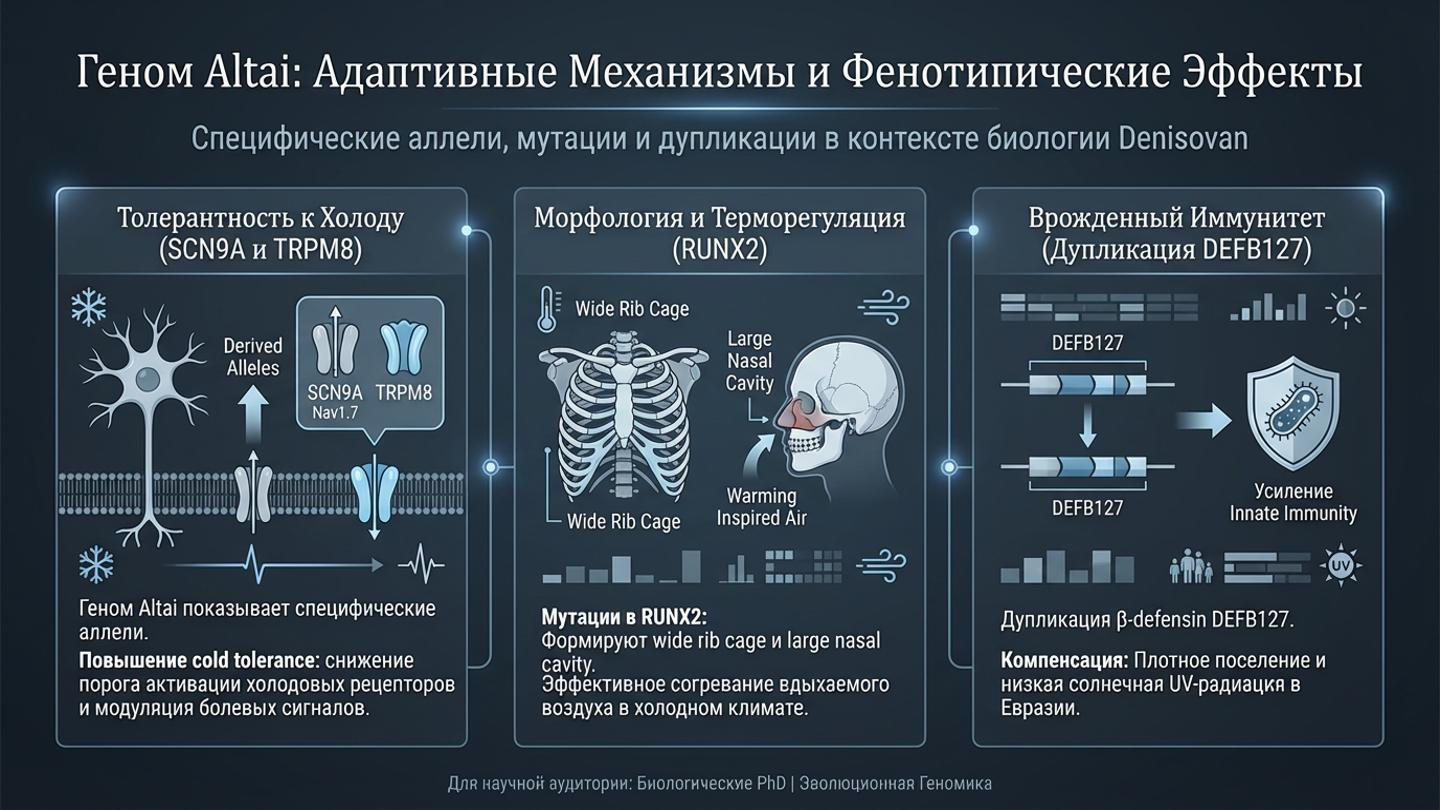 Геном Altai: Адаптивные Механизмы и Фенотипические Эффекты
Специфические аллели, мутации и дупликации в контексте биологии Denisovan
Толерантность к Холоду
(SCN9A и TRPM8)
Derived
Alleles
SCN9A
Nav1.7
TRPM8
Геном Altai показывает специфические
аллели.
Повышение cold tolerance: снижение
порога активации холодовых рецепторов
и модуляция болевых сигналов.
Морфология и Терморегуляция
(RUNX2)
Wide Rib Cage
Large
Nasal
Cavity
Wide Rib Cage
Warming
Inspired Air
Мутации в RUNX2:
Формируют wide rib cage и large nasal
cavity.
Эффективное согревание вдыхаемого
воздуха в холодном климате.
Врожденный Иммунитет
(Дупликация DEFB127)
DEFB127
DEFB127
Усиление
Innate Immunity
UV
Дупликация β-defensin DEFB127.
Компенсация: Плотное поселение и
низкая солнечная UV-радиация в
Евразии.
Для научной аудитории: Биологические PhD | Эволюционная Геномика